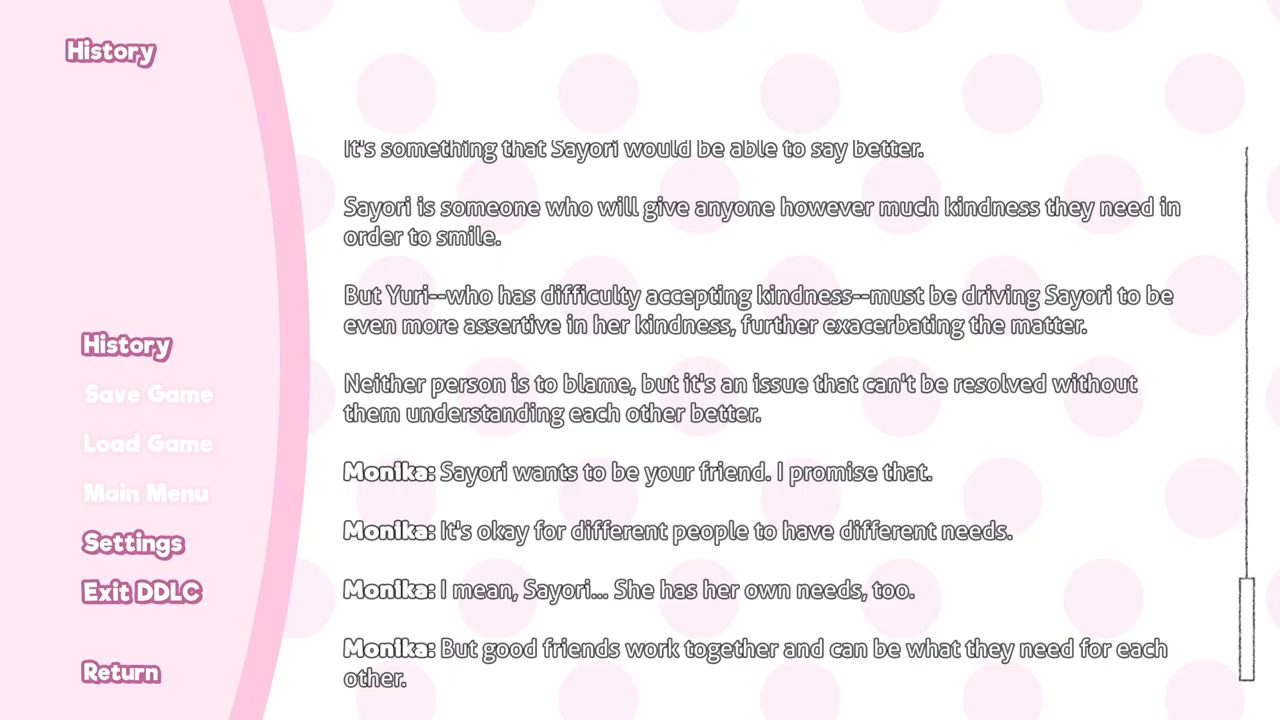 History
It's something that Sayori would be able to say better.
Sayori is someone who will give anyone however much kindness they need in
order to smile.
But Yuri--who has difficulty accepting kindness--must be driving Sayori to be
even more assertive in her kindness, further exacerbating the matter.
Neither person is to blame, but it's an issue that can't be resolved without
them understanding each other better.
Monika: Sayori wants to be your friend. I promise that.
Monika: It's okay for different people to have different needs.
Monika: I mean, Sayori... She has her own needs, too.
Monika: But good friends work together and can be what they need for each
other.
History
Save Game
Load Game
Main Menu
Settings
Exit DDLC
Return